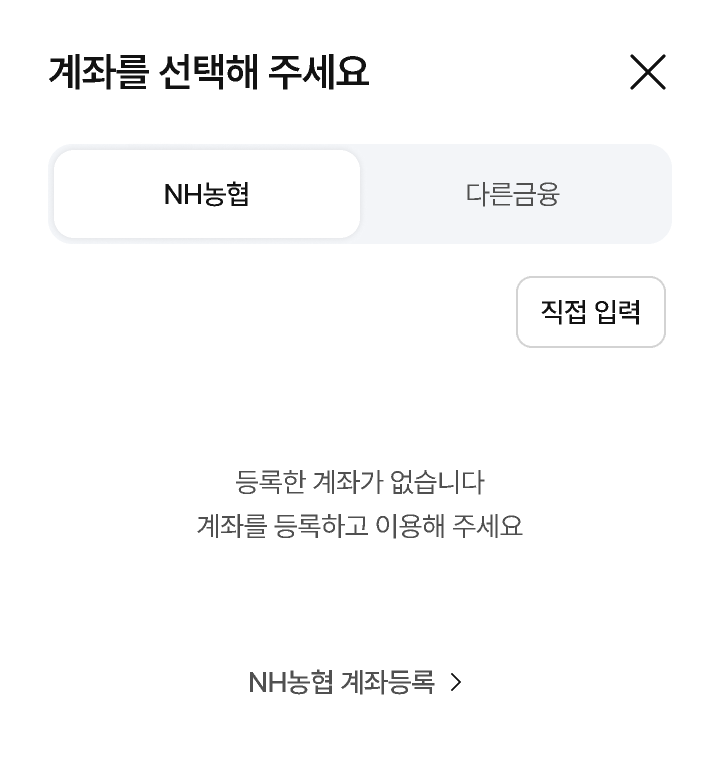 계좌를 선택해 주세요
NH농협
다른금융
직접 입력
등록한 계좌가 없습니다
계좌를 등록하고 이용해 주세요
NH농협 계좌등록